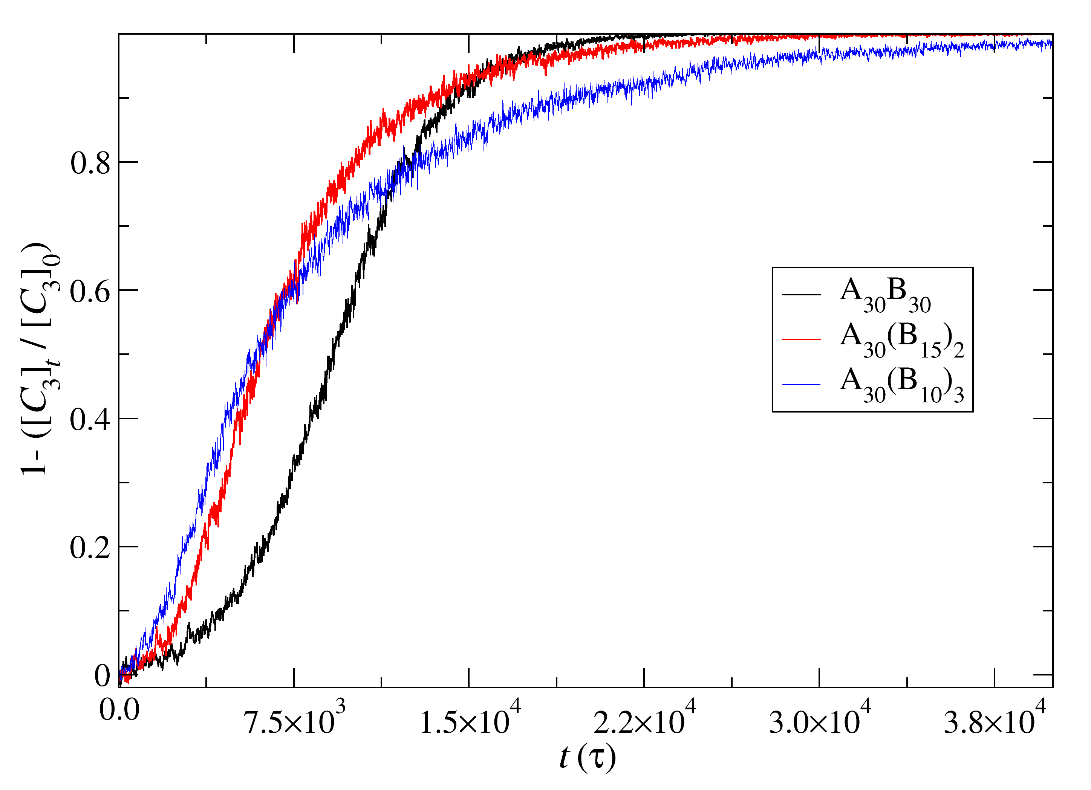 1- ([C₃]ₜ / [C₃]₀)
0.8
0.6
0.4
0.2
0
A₃₀B₃₀
A₃₀(B₁₅)₂
A₃₀(B₁₀)₃
0.0 7.5×10³ 1.5×10⁴ 2.2×10⁴ 3.0×10⁴ 3.8×10⁴
t (τ)